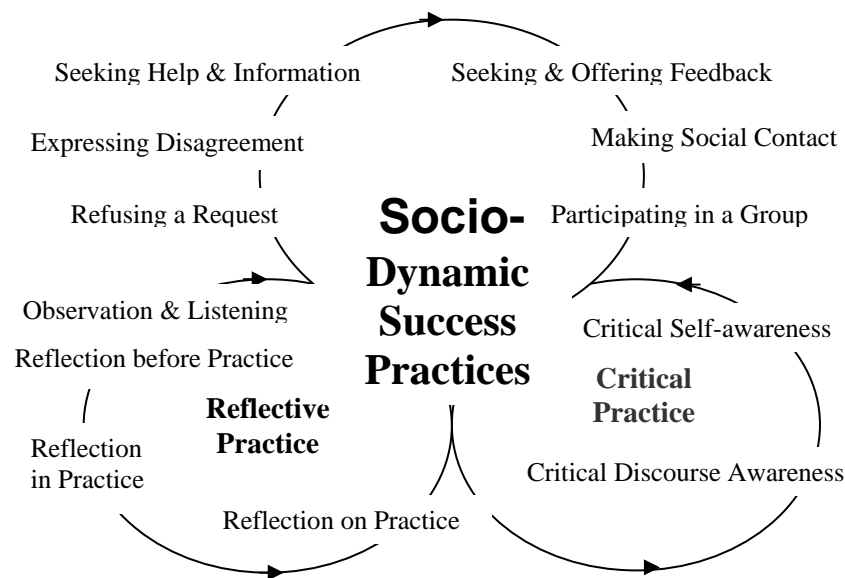 Seeking Help & Information
Seeking & Offering Feedback
Expressing Disagreement
Making Social Contact
Refusing a Request
Participating in a Group
Socio-
Dynamic
Success
Practices
Observation & Listening
Reflection before Practice
Reflective
Practice
Reflection
in Practice
Reflection on Practice
Critical Self-awareness
Critical
Practice
Critical Discourse Awareness